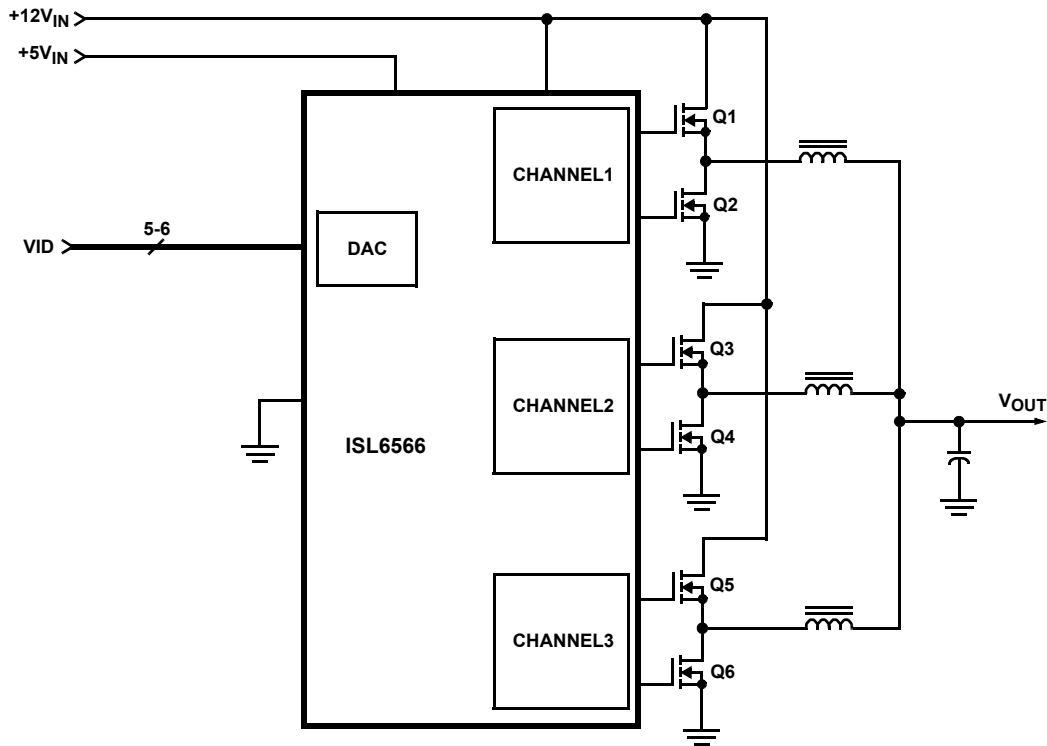 +12VIN
+5VIN
Q1
CHANNEL1
Q2
5-6
VID
DAC
Q3
CHANNEL2
VOUT
Q4
ISL6566
Q5
CHANNEL3
Q6